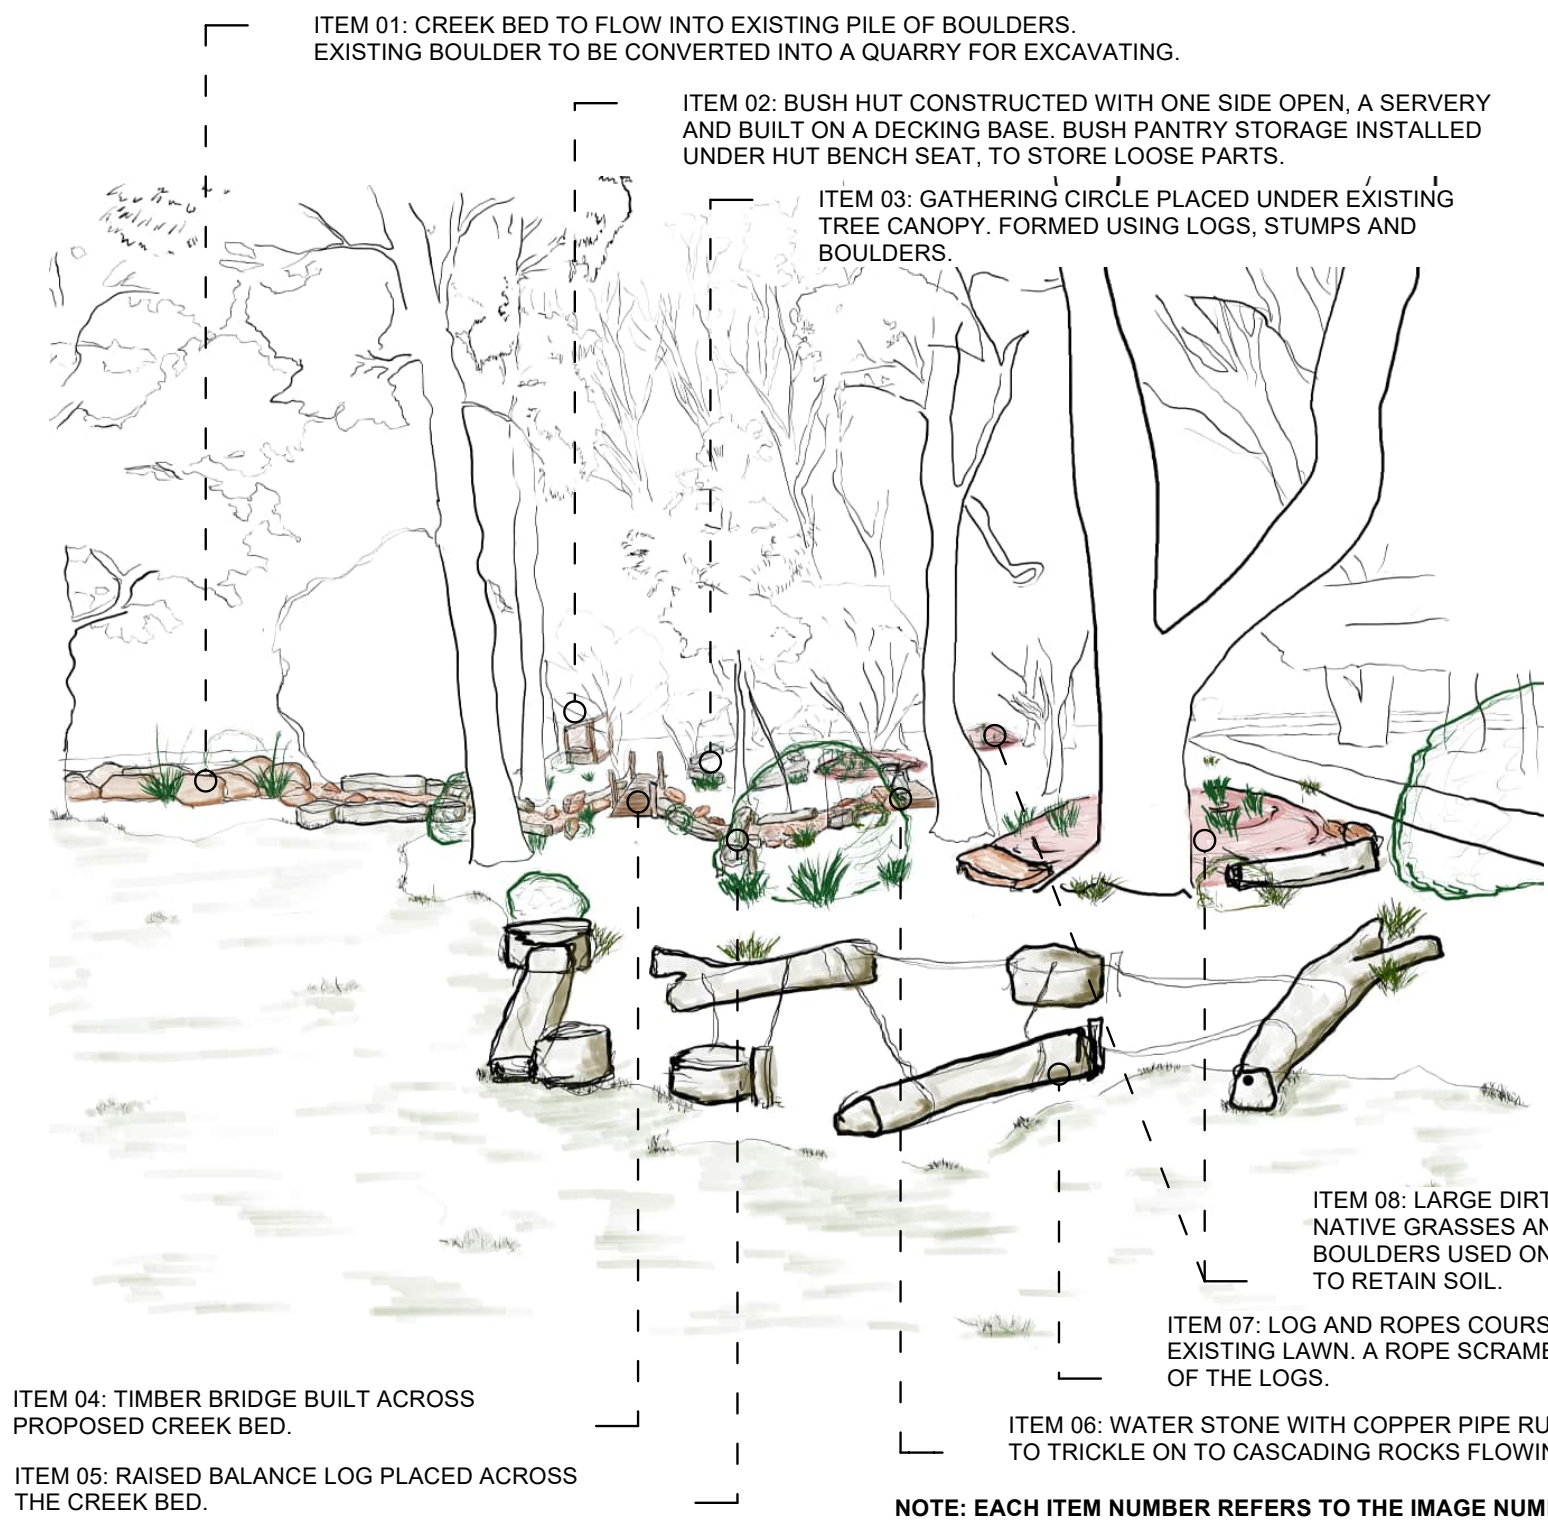 ITEM 01: CREEK BED TO FLOW INTO EXISTING PILE OF BOULDERS.
EXISTING BOULDER TO BE CONVERTED INTO A QUARRY FOR EXCAVATING.
ITEM 02: BUSH HUT CONSTRUCTED WITH ONE SIDE OPEN, A SERVERY
AND BUILT ON A DECKING BASE. BUSH PANTRY STORAGE INSTALLED
UNDER HUT BENCH SEAT, TO STORE LOOSE PARTS.
ITEM 03: GATHERING CIRCLE PLACED UNDER EXISTING
TREE CANOPY. FORMED USING LOGS, STUMPS AND
BOULDERS.
ITEM 08: LARGE DIRT
NATIVE GRASSES AN
BOULDERS USED ON
TO RETAIN SOIL.
ITEM 07: LOG AND ROPES COURS
EXISTING LAWN. A ROPE SCRAMB
OF THE LOGS.
ITEM 04: TIMBER BRIDGE BUILT ACROSS
PROPOSED CREEK BED.
ITEM 06: WATER STONE WITH COPPER PIPE RU
TO TRICKLE ON TO CASCADING ROCKS FLOWIN
ITEM 05: RAISED BALANCE LOG PLACED ACROSS
THE CREEK BED.
NOTE: EACH ITEM NUMBER REFERS TO THE IMAGE NUM